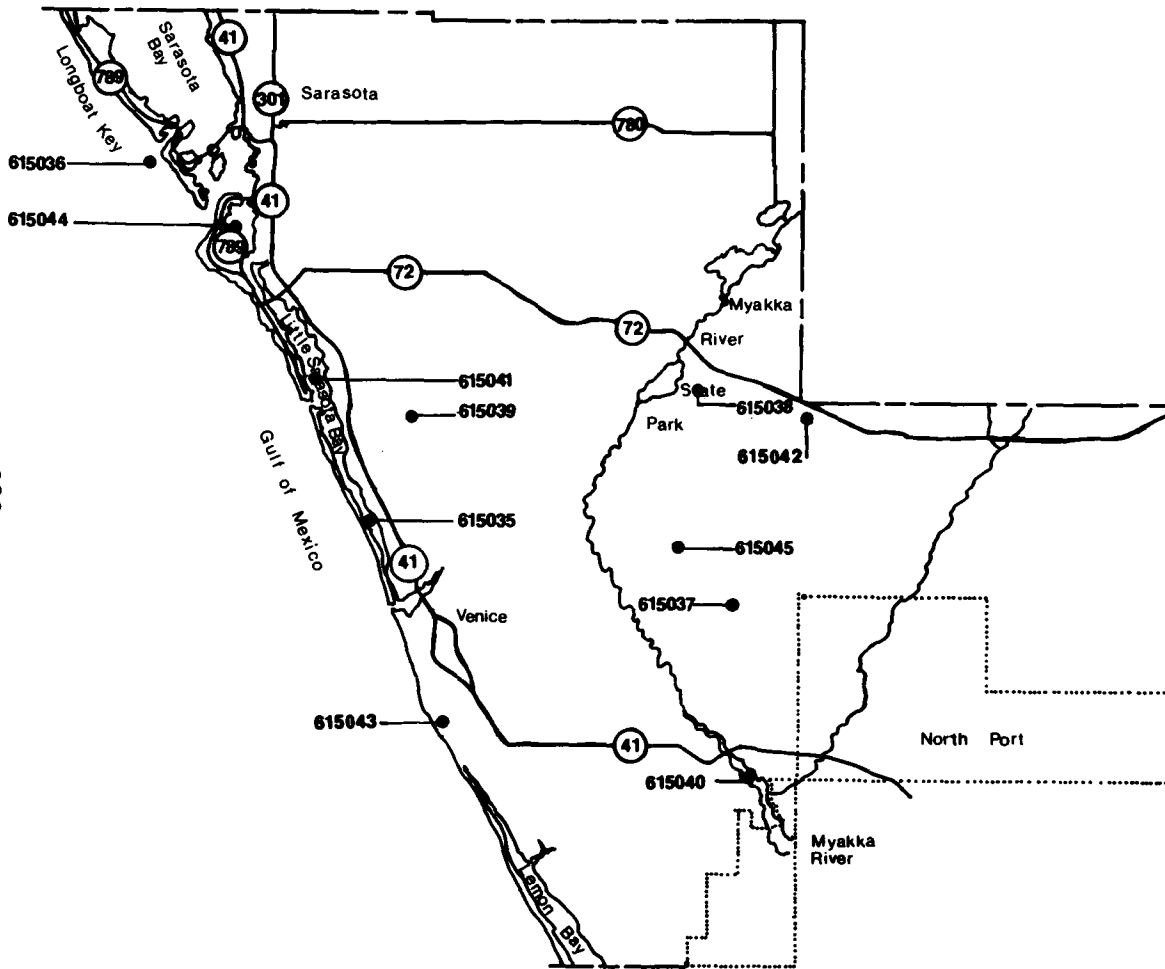 Sarasota
Bay
41
789
Longboat Key
301
Sarasota
780
615036
41
615044
789
72
Myakka
72
River
Little Sarasota Bay
615041
State
615038
615039
Park
615042
Gulf of Mexico
615035
615045
41
615037
Venice
615043
41
North Port
615040
Myakka
River
Lemon Bay